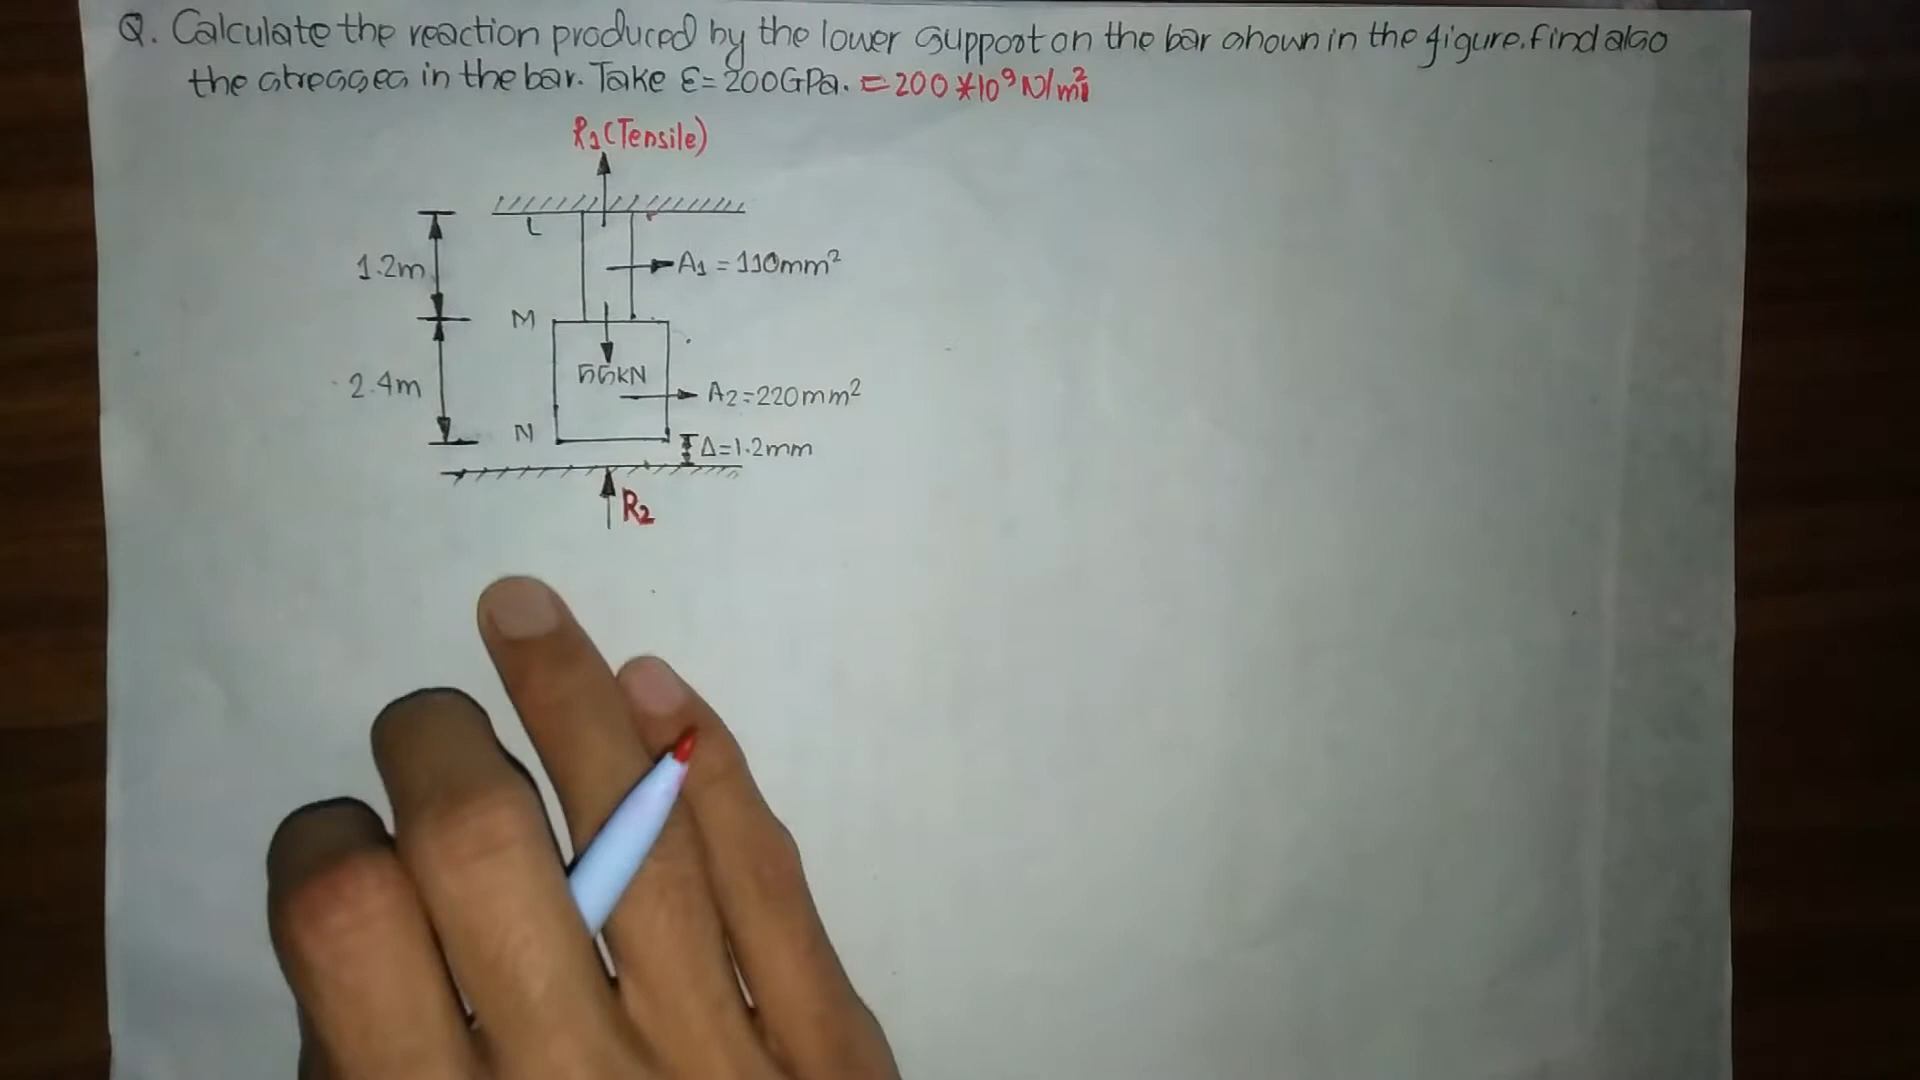 Q. Calculate the reaction produced by the lower support on the bar shown in the figure. find also
the stresses in the bar. Take ε = 200GPa. = 200*10⁹ N/m²
R1 (Tensile)
L
1.2m
A1 = 110mm²
M
55kN
2.4m
A2 = 220mm²
N
Δ=1.2mm
R2